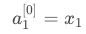 a_1^{[0]} = x_1